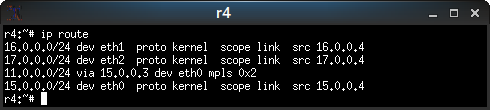 r4
r4:~# ip route
16.0.0.0/24 dev eth1  proto kernel  scope link  src 16.0.0.4
17.0.0.0/24 dev eth2  proto kernel  scope link  src 17.0.0.4
11.0.0.0/24 via 15.0.0.3 dev eth0 mpls 0x2
15.0.0.0/24 dev eth0  proto kernel  scope link  src 15.0.0.4
r4:~#